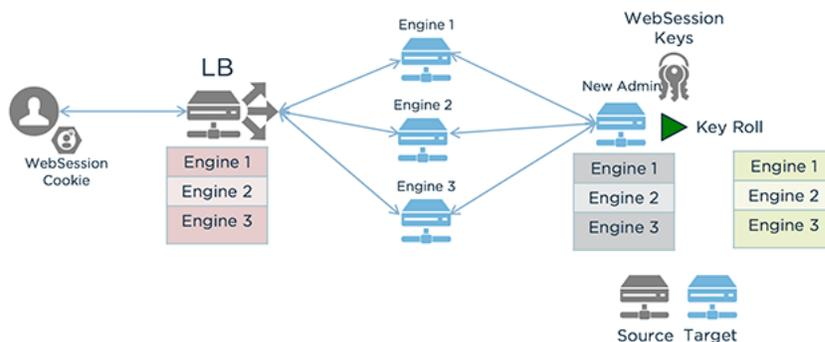 WebSession
Keys
Engine 1
LB
New Admin
Engine 2
Key Roll
WebSession
Cookie
Engine 1
Engine 2
Engine 3
Engine 3
Engine 1
Engine 2
Engine 3
Engine 1
Engine 2
Engine 3
Source Target